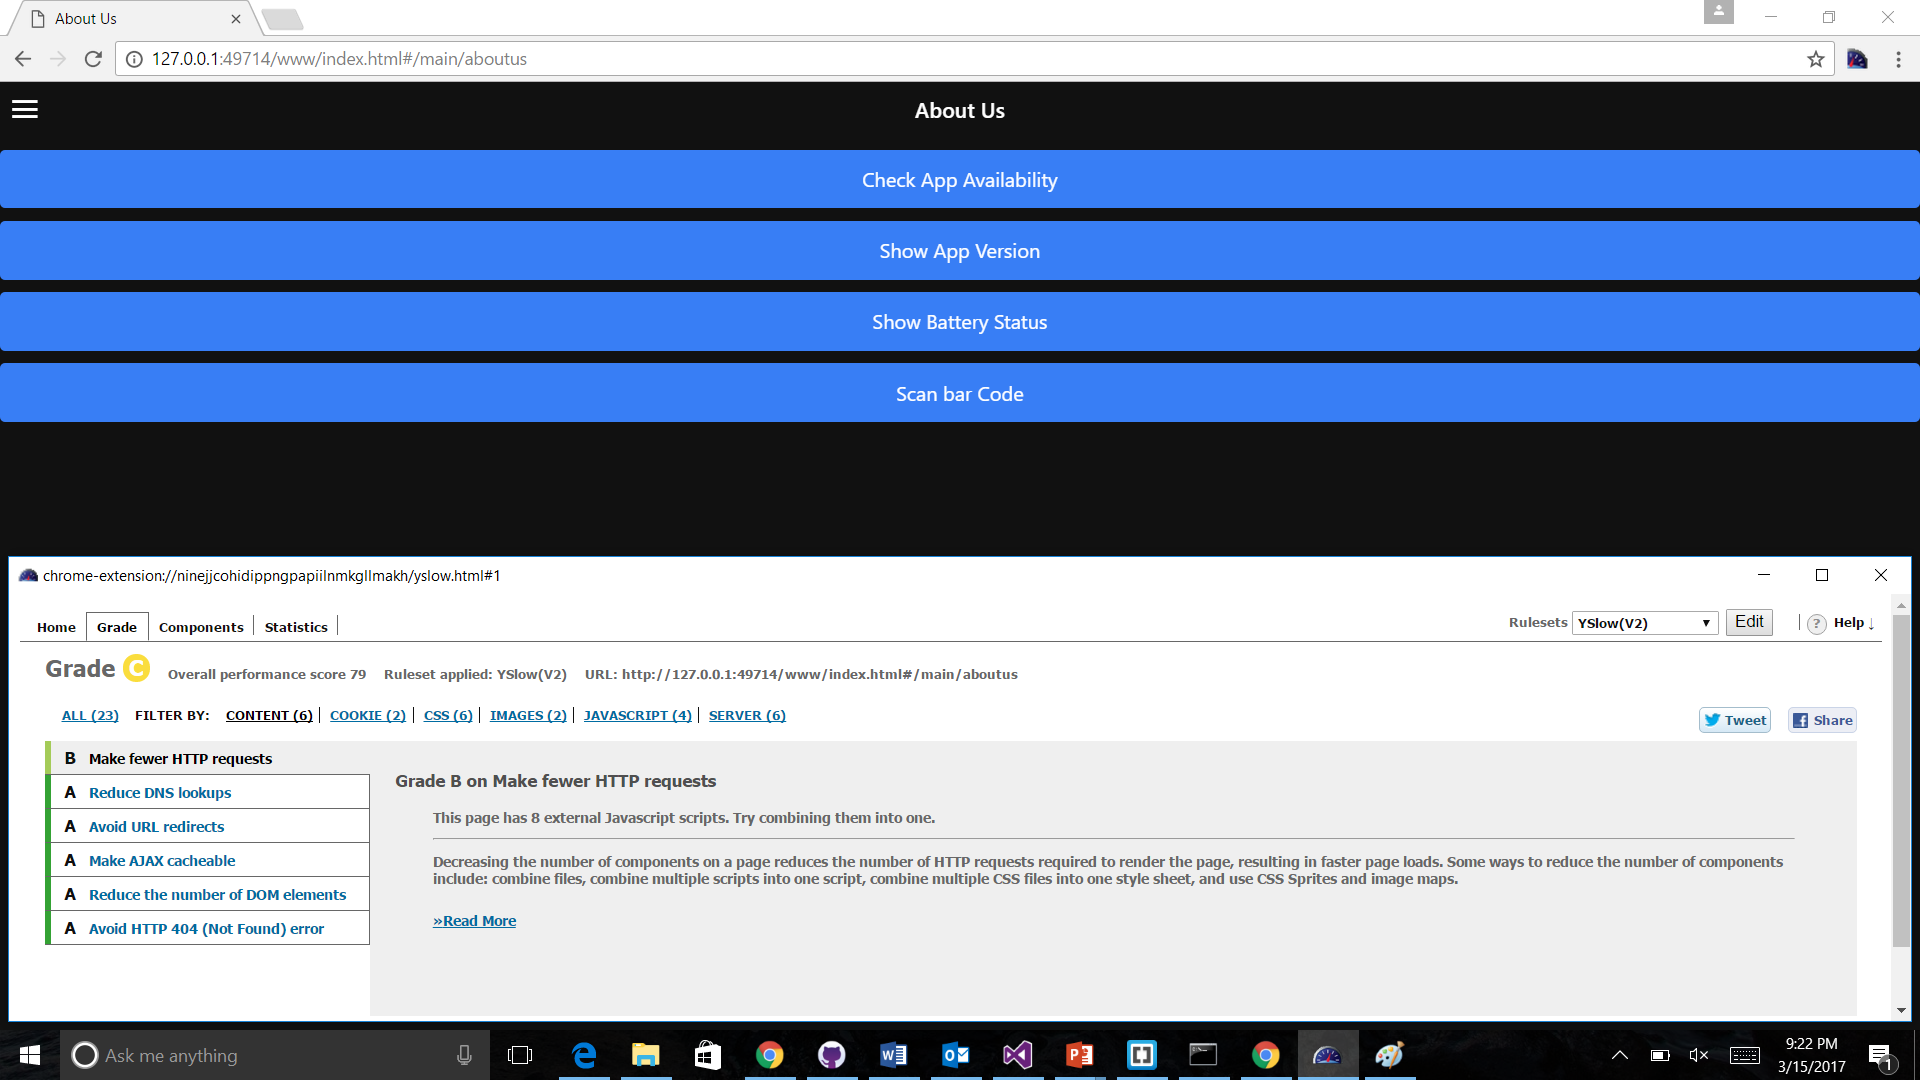 About Us
127.0.0.1:49714/www/index.html#/main/aboutus
About Us
Check App Availability
Show App Version
Show Battery Status
Scan bar Code
chrome-extension://ninejjcohidippngpapiilnmkgllmakh/yslow.html#1
Home Grade Components Statistics Rulesets YSlow(V2) Edit ? Help ↓
Grade C Overall performance score 79 Ruleset applied: YSlow(V2) URL: http://127.0.0.1:49714/www/index.html#/main/aboutus
ALL (23) FILTER BY: CONTENT (6) COOKIE (2) CSS (6) IMAGES (2) JAVASCRIPT (4) SERVER (6)
Tweet Share
B Make fewer HTTP requests
A Reduce DNS lookups
A Avoid URL redirects
A Make AJAX cacheable
A Reduce the number of DOM elements
A Avoid HTTP 404 (Not Found) error
Grade B on Make fewer HTTP requests
This page has 8 external Javascript scripts. Try combining them into one.
Decreasing the number of components on a page reduces the number of HTTP requests required to render the page, resulting in faster page loads. Some ways to reduce the number of components
include: combine files, combine multiple scripts into one script, combine multiple CSS files into one style sheet, and use CSS Sprites and image maps.
»Read More
Ask me anything
9:22 PM
3/15/2017
1